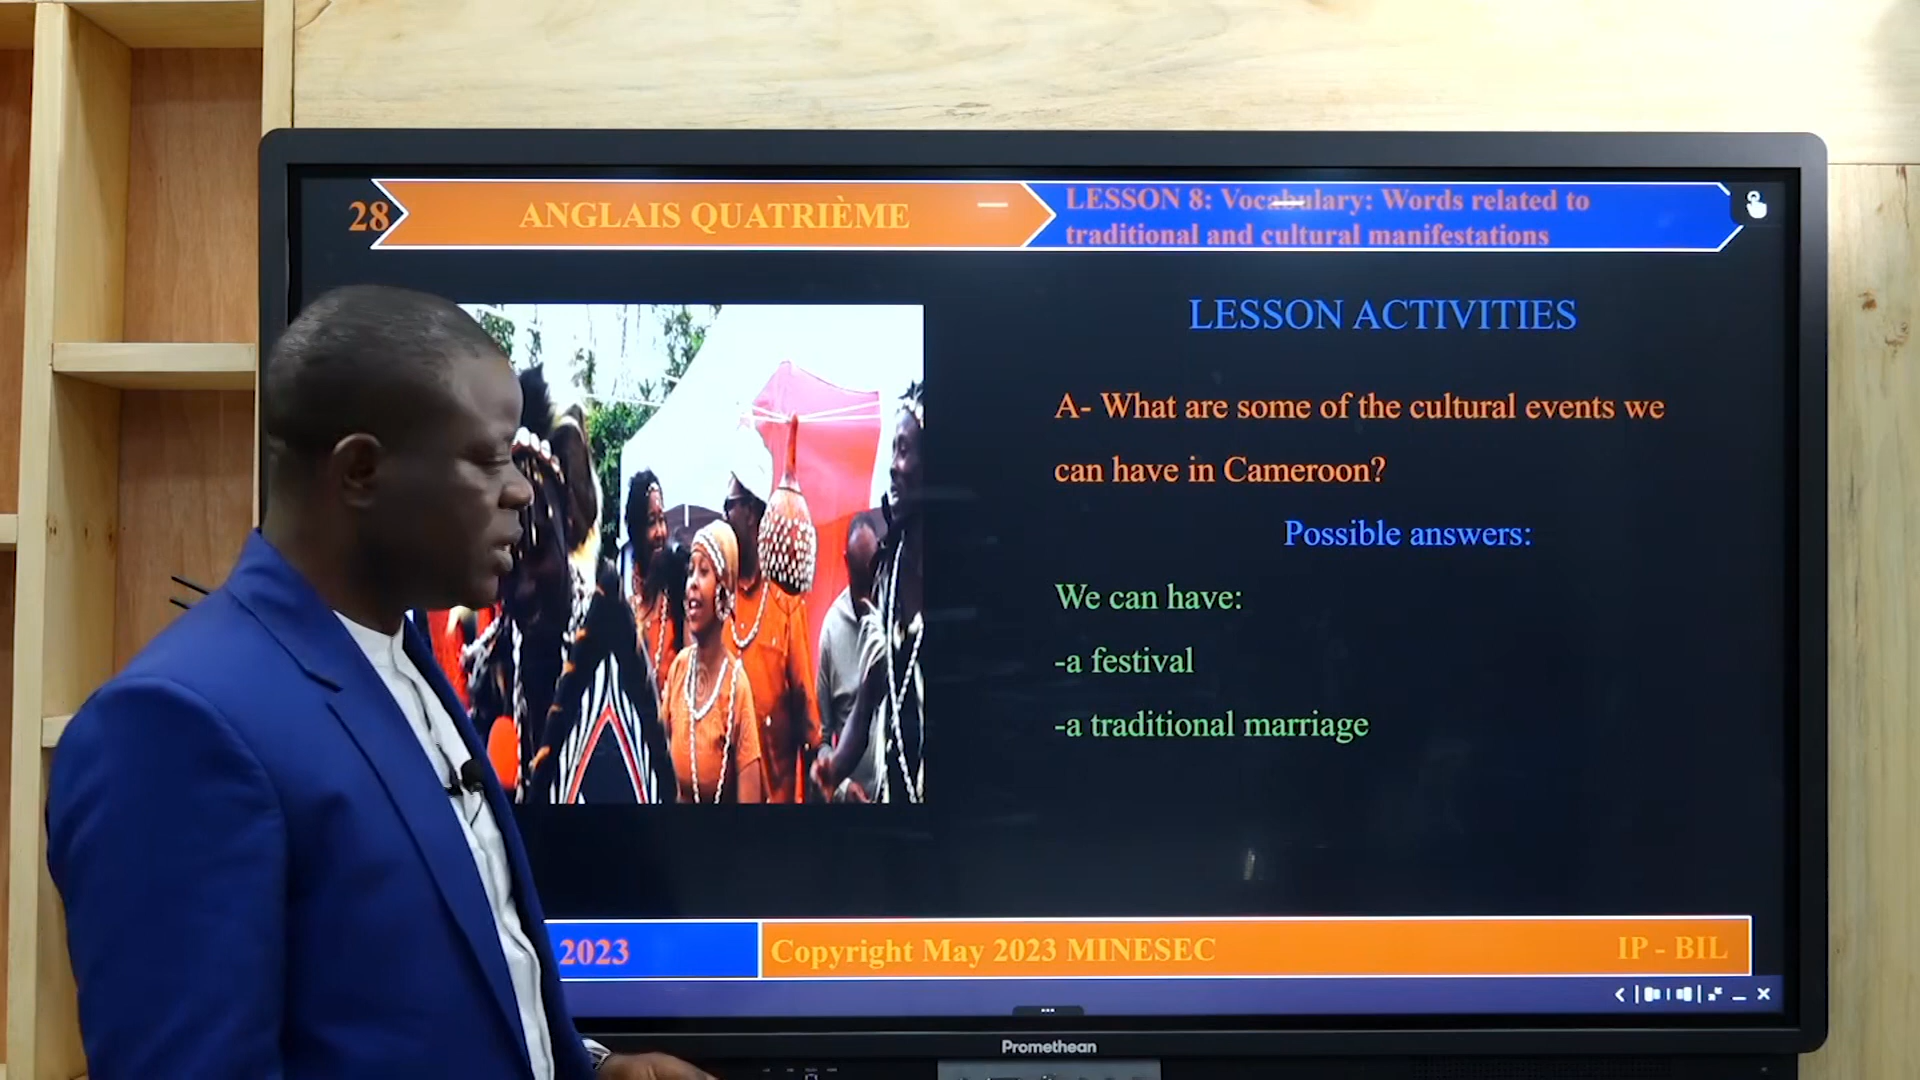 28
ANGLAIS QUATRIÈME
LESSON 8: Vocabulary: Words related to
traditional and cultural manifestations
LESSON ACTIVITIES
A- What are some of the cultural events we
can have in Cameroon?
Possible answers:
We can have:
-a festival
-a traditional marriage
2023
Copyright May 2023 MINESEC
IP - BIL
Promethean